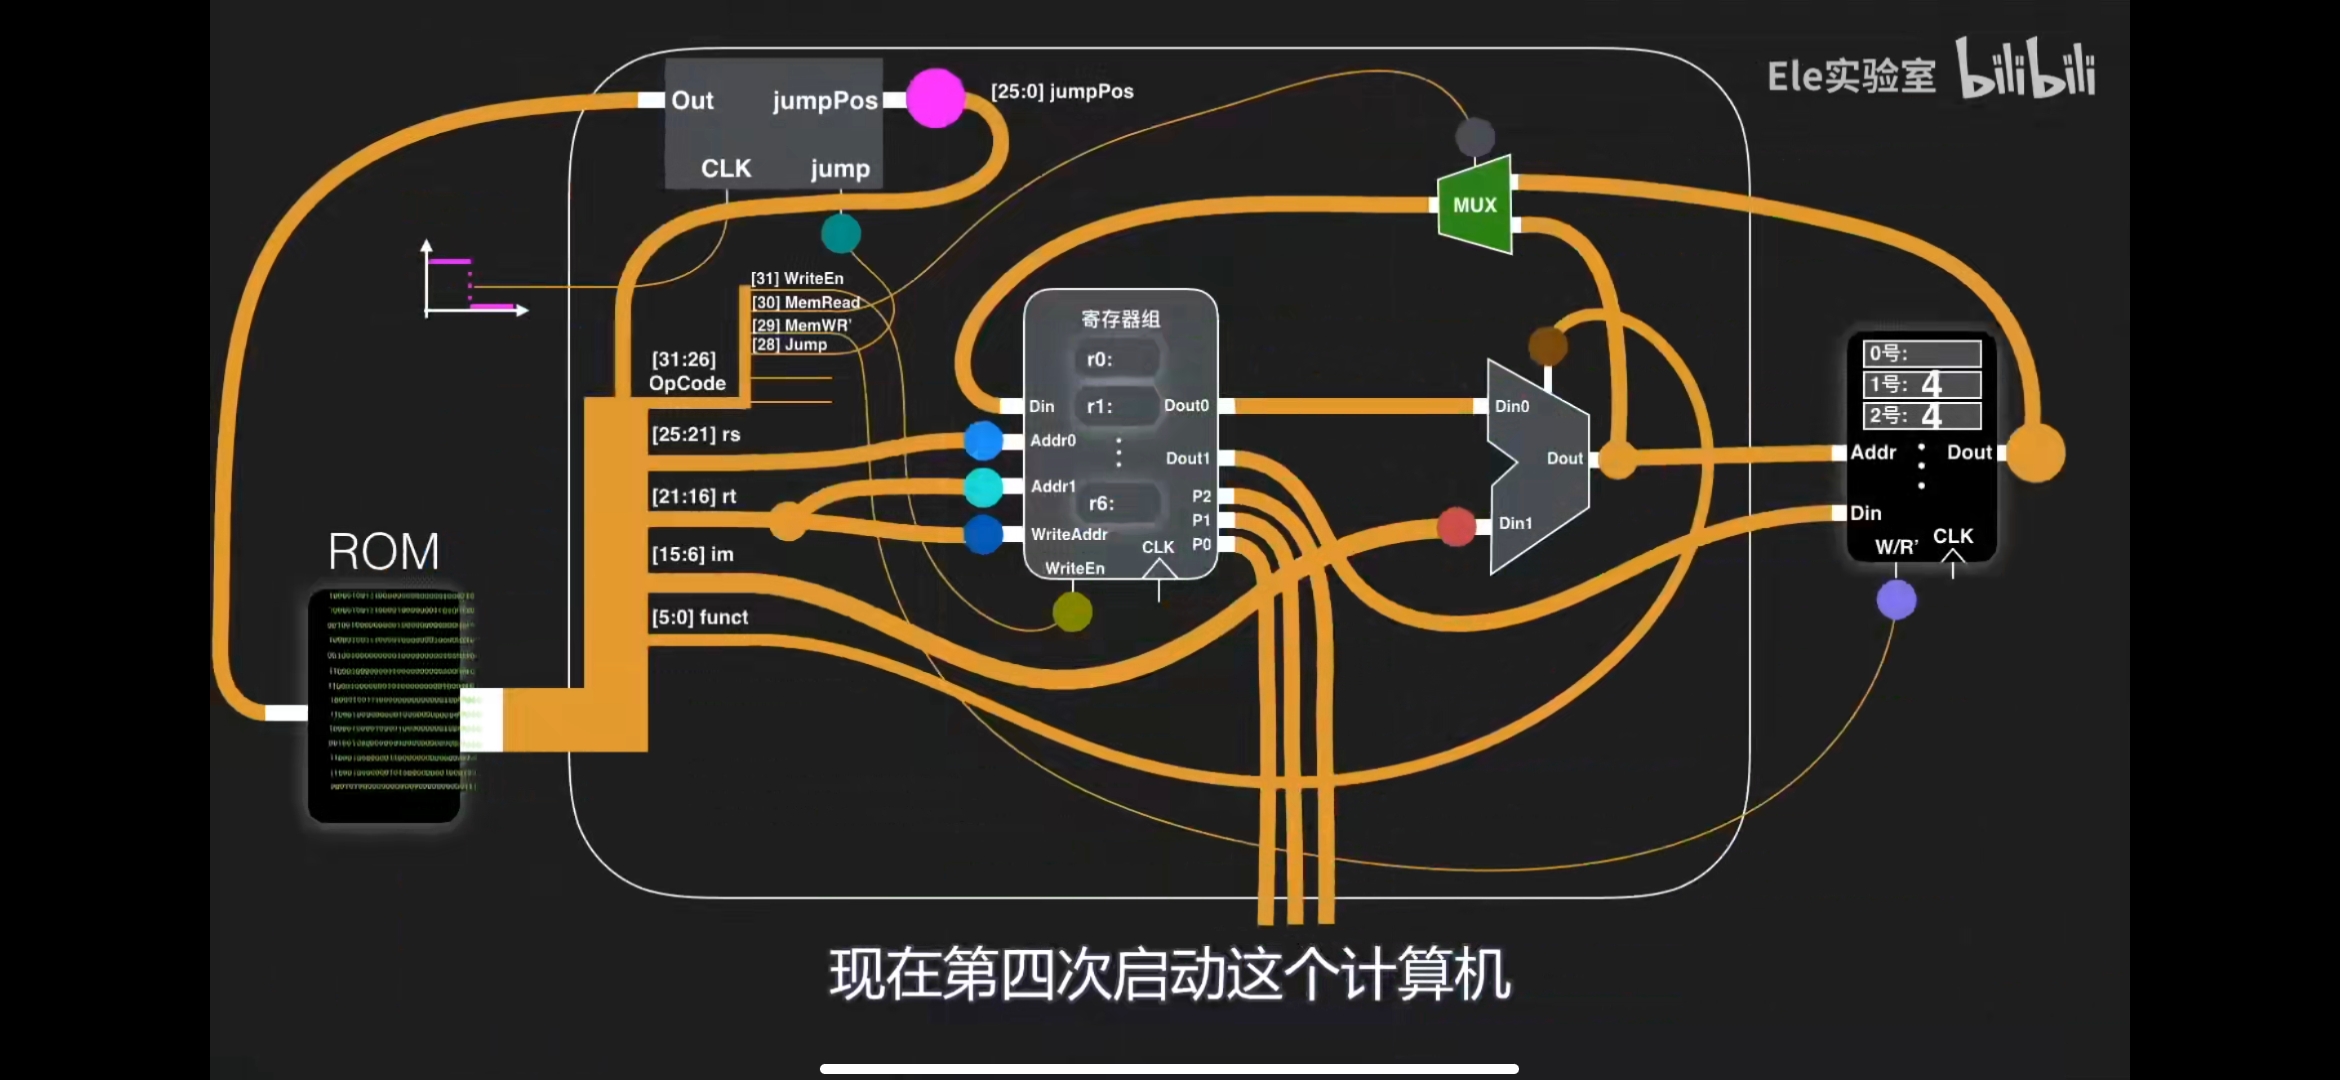 Ele实验室 bilibili
Out
jumpPos
[25:0] jumpPos
CLK
jump
MUX
[31] WriteEn
[30] MemRead
[29] MemWR'
[28] Jump
[31:26]
OpCode
[25:21] rs
[21:16] rt
[15:6] im
[5:0] funct
ROM
寄存器组
r0:
r1:
r6:
Din
Addr0
Addr1
WriteAddr
WriteEn
CLK
Dout0
Dout1
P2
P1
P0
Din0
Din1
Dout
0号:
1号: 4
2号: 4
Addr
Dout
Din
W/R'
CLK
现在第四次启动这个计算机